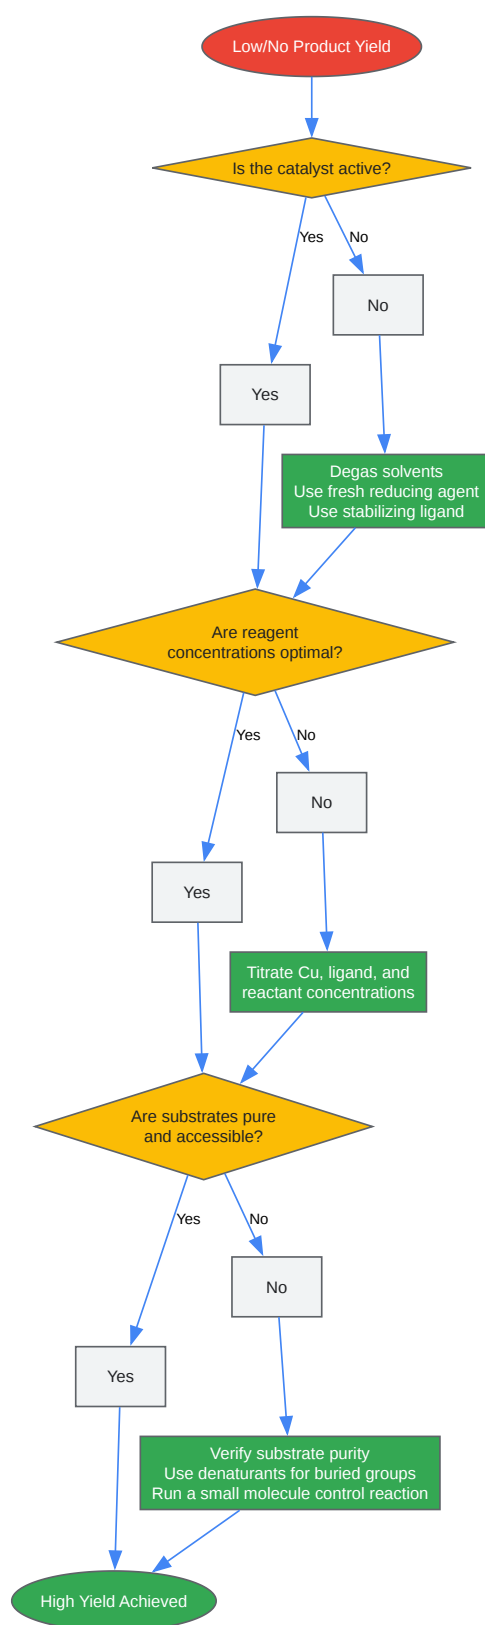 Low/No Product Yield
Is the catalyst active?
Yes
No
No
Yes
Degas solvents
Use fresh reducing agent
Use stabilizing ligand
Are reagent
concentrations optimal?
Yes
No
No
Yes
Titrate Cu, ligand, and
reactant concentrations
Are substrates pure
and accessible?
Yes
No
No
Yes
Verify substrate purity
Use denaturants for buried groups
Run a small molecule control reaction
High Yield Achieved